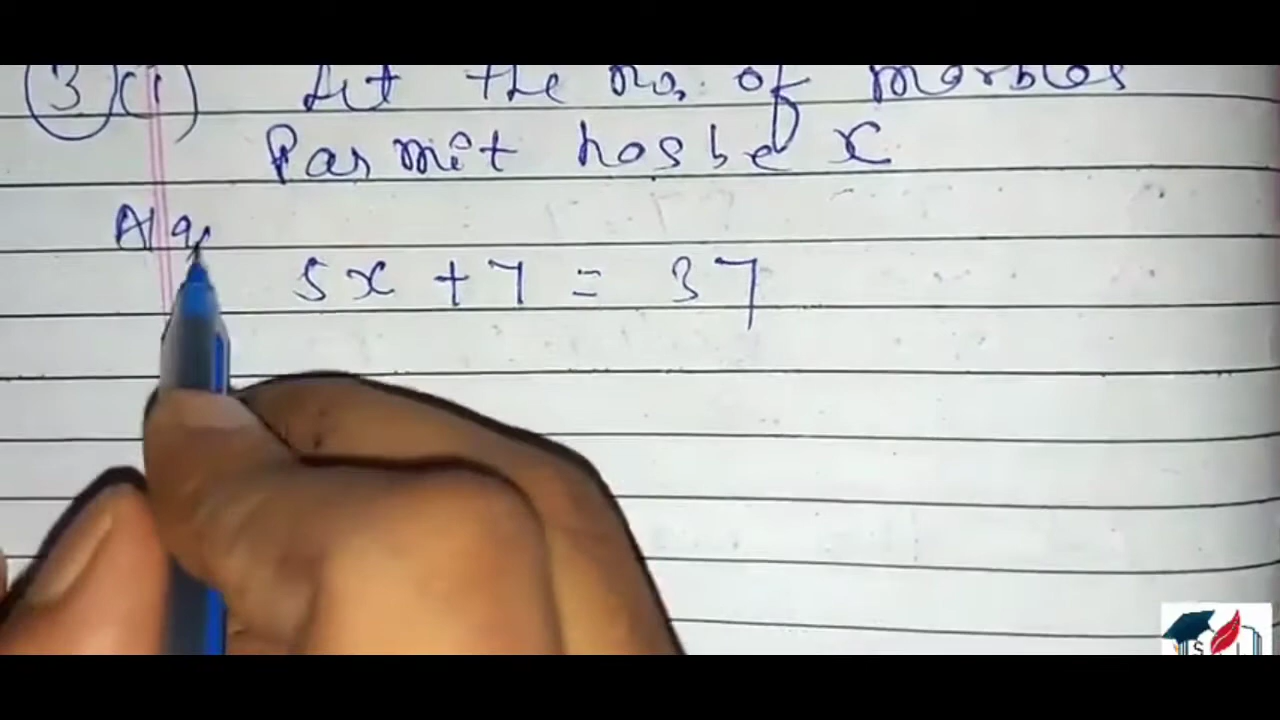 3 (i) Let the no. of Marbles
Parmit has be x
A/q
5x + 7 = 37
S L